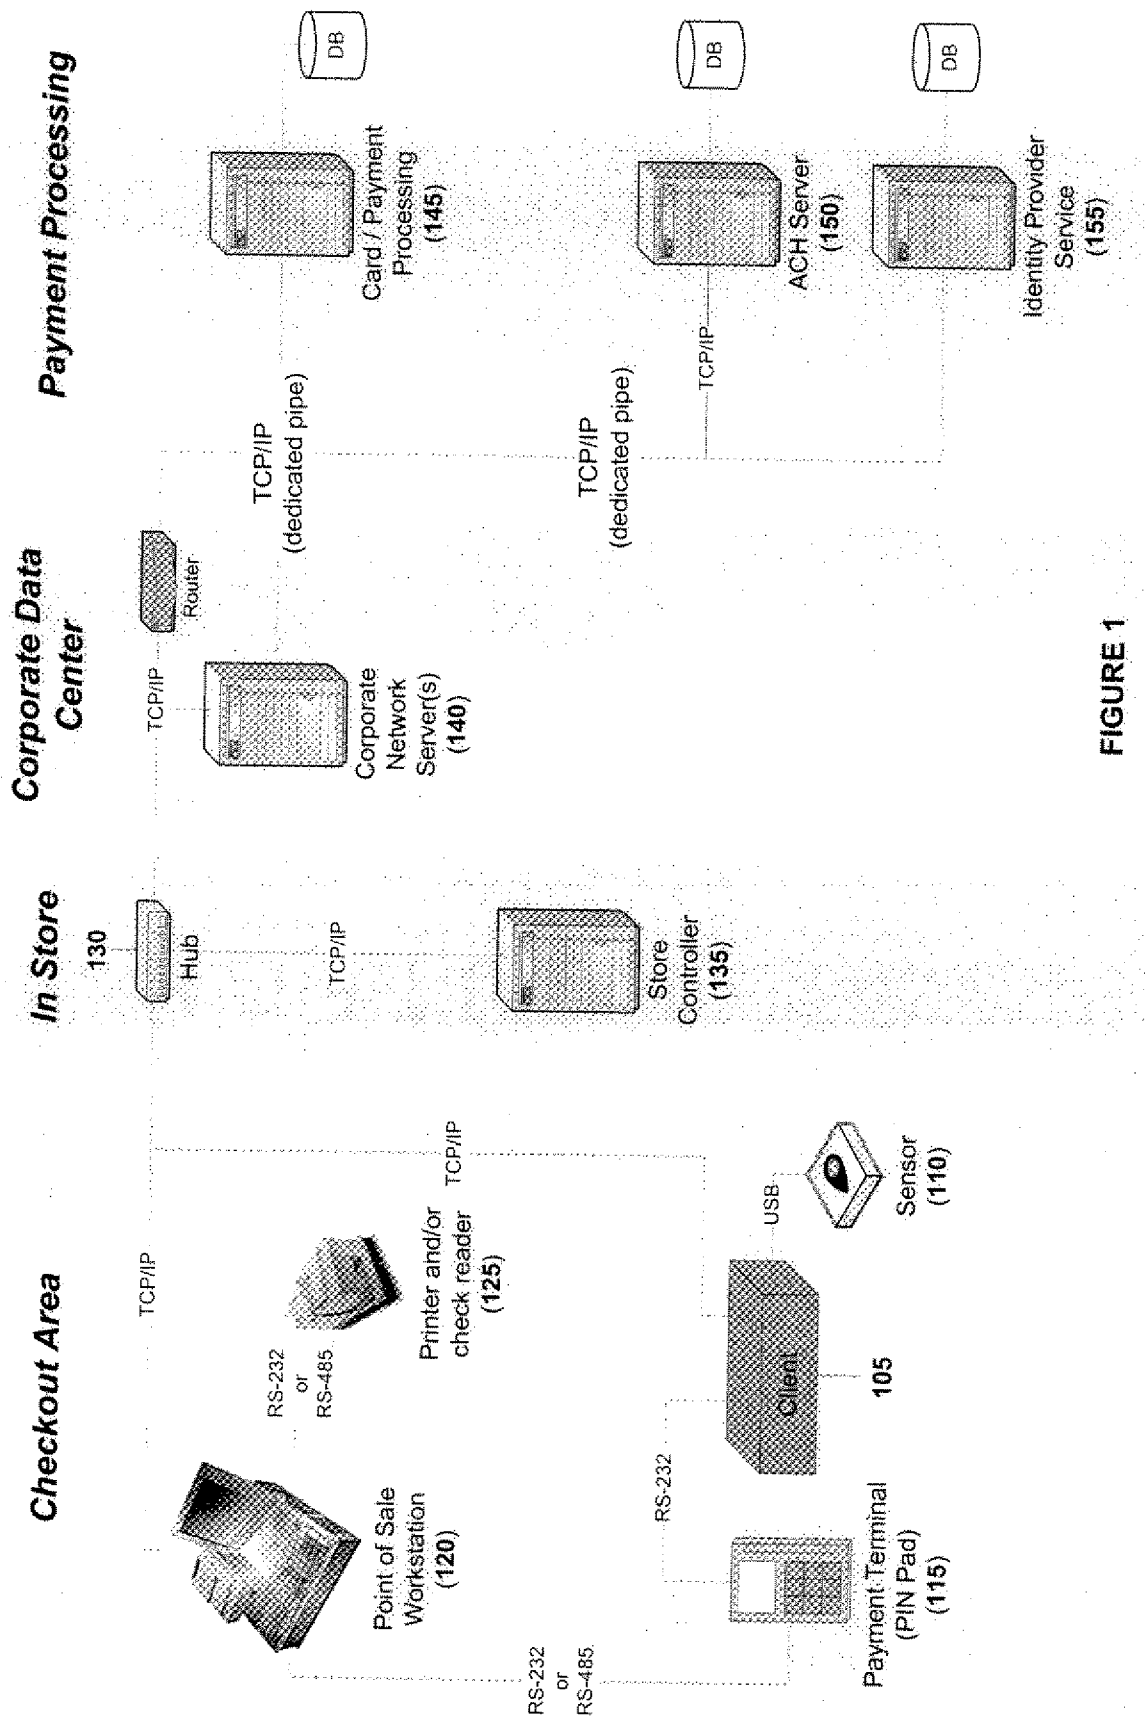 Checkout Area
In Store
Corporate Data
Center
Payment Processing
130
Hub
TCP/IP
TCP/IP
Router
TCP/IP
TCP/IP
(dedicated pipe)
DB
Card / Payment
Processing
(145)
Point of Sale
Workstation
(120)
RS-232
or
RS-485
Printer and/or
check reader
(125)
TCP/IP
TCP/IP
Store
Controller
(135)
Corporate
Network
Server(s)
(140)
TCP/IP
(dedicated pipe)
TCP/IP
DB
ACH Server
(150)
DB
Identity Provider
Service
(155)
RS-232
or
RS-485
RS-232
Payment Terminal
(PIN Pad)
(115)
Client
105
USB
Sensor
(110)
FIGURE 1